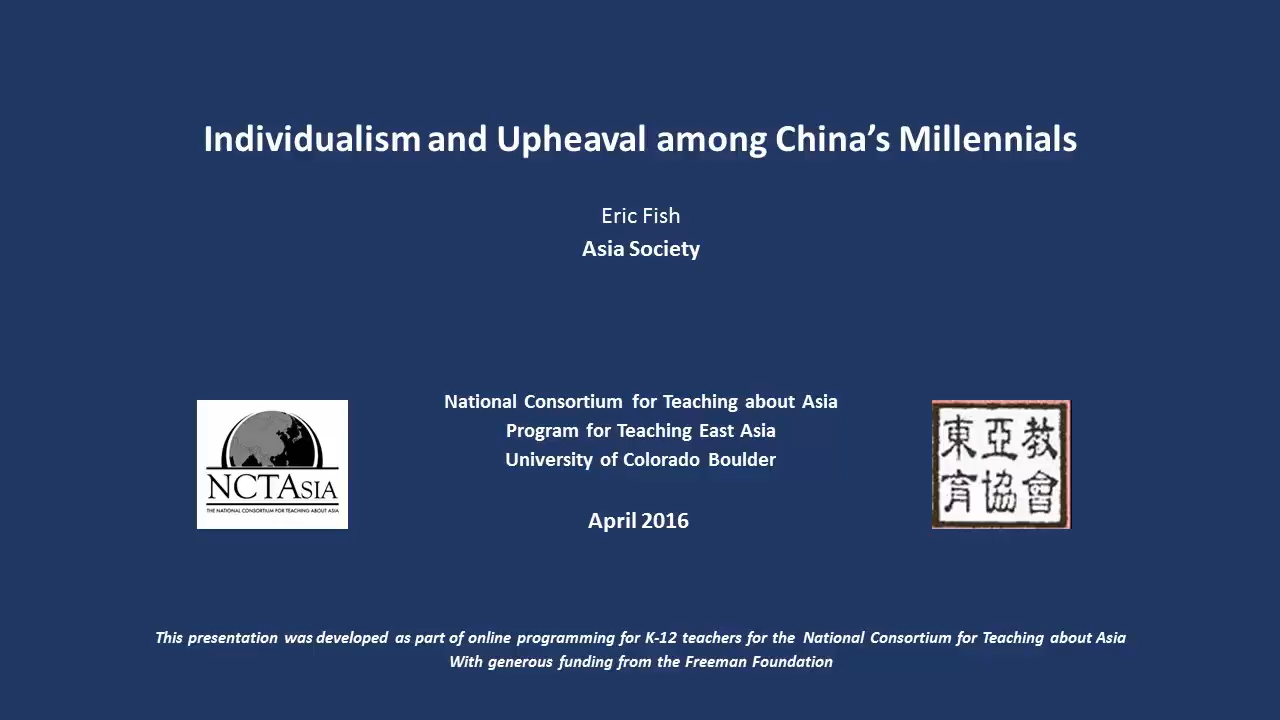 Individualism and Upheaval among China’s Millennials
Eric Fish
Asia Society
National Consortium for Teaching about Asia
Program for Teaching East Asia
University of Colorado Boulder
April 2016
NCTASIA
THE NATIONAL CONSORTIUM FOR TEACHING ABOUT ASIA
東亞教
育協會
This presentation was developed as part of online programming for K-12 teachers for the National Consortium for Teaching about Asia
With generous funding from the Freeman Foundation